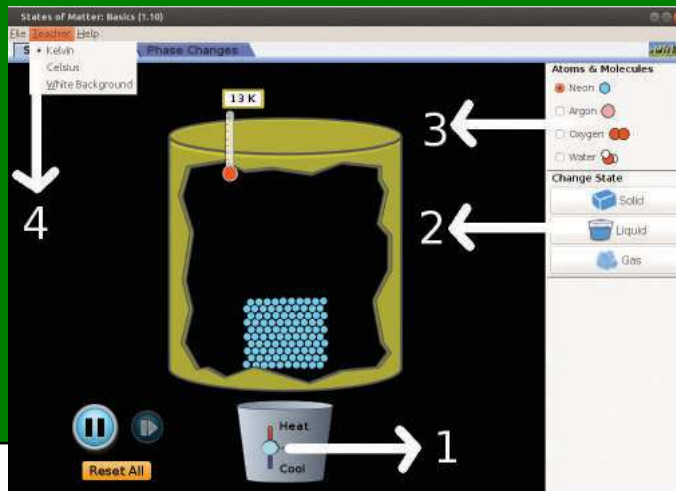 States of Matter: Basics (1.10)
File Teacher Help
S
Phase Changes
Kelvin
Celsius
White Background
13 K
Atoms & Molecules
Neon
Argon
Oxygen
Water
Change State
Solid
Liquid
Gas
3
2
4
1
Heat
Cool
Reset All